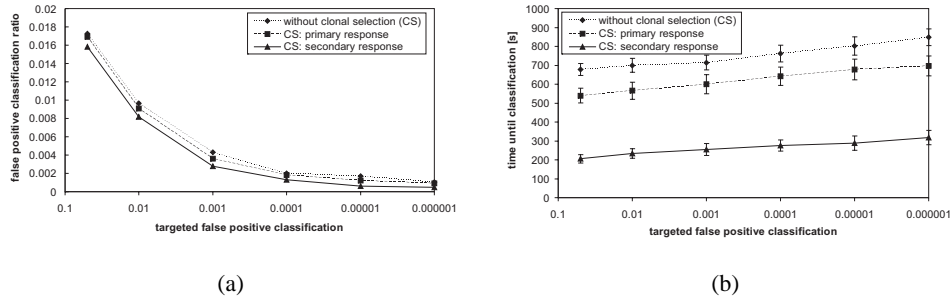 false positive classification ratio
0.02
0.018
0.016
0.014
0.012
0.01
0.008
0.006
0.004
0.002
0
without clonal selection (CS)
CS: primary response
CS: secondary response
0.1
0.01
0.001
0.0001
0.00001
0.000001
targeted false positive classification
(a)
time until classification [s]
1000
900
800
700
600
500
400
300
200
100
0
without clonal selection (CS)
CS: primary response
CS: secondary response
0.1
0.01
0.001
0.0001
0.00001
0.000001
targeted false positive classification
(b)